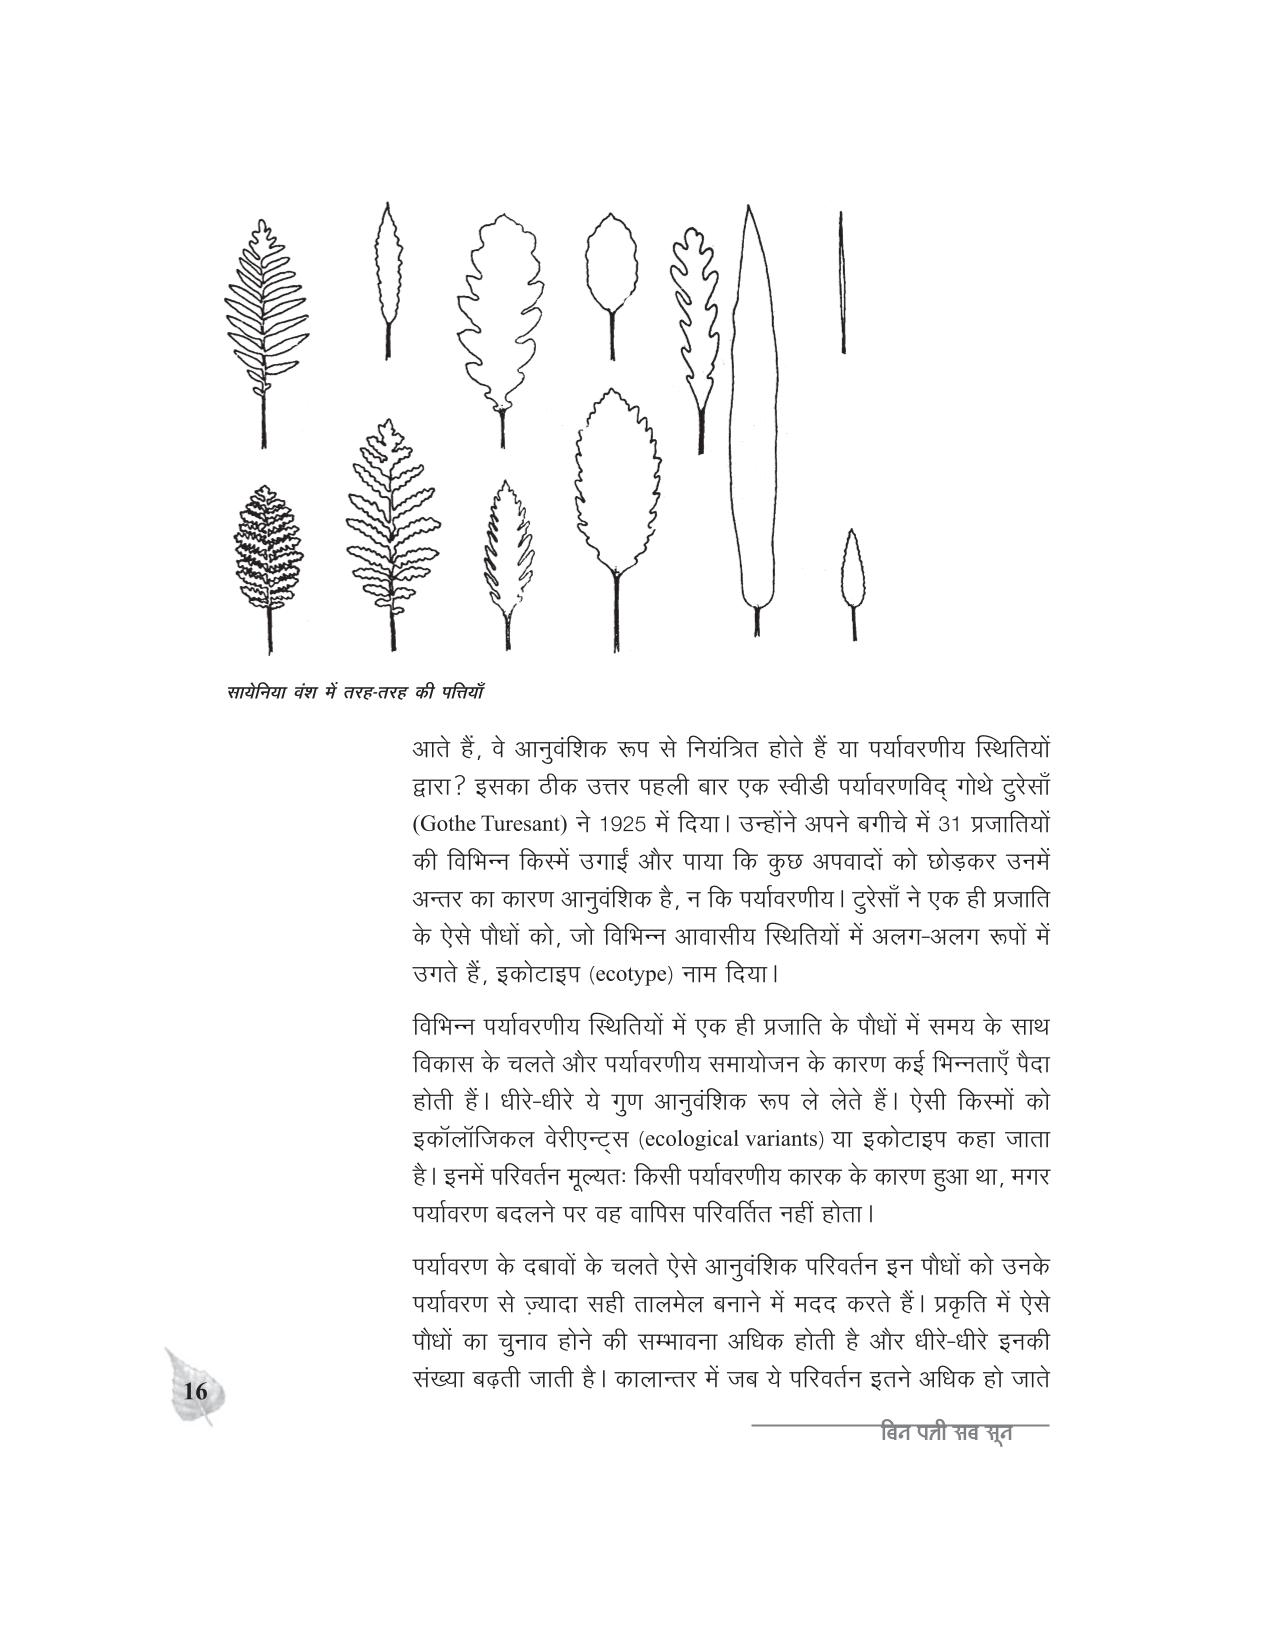 सायेनिया वंश में तरह-तरह की पत्तियाँ
आते हैं, वे आनुवंशिक रूप से नियंत्रित होते हैं या पर्यावरणीय स्थितियों
द्वारा? इसका ठीक उत्तर पहली बार एक स्वीडी पर्यावरणविद् गोथे टुरेसाँ
(Gothe Turesant) ने 1925 में दिया। उन्होंने अपने बगीचे में 31 प्रजातियों
की विभिन्न किस्में उगाईं और पाया कि कुछ अपवादों को छोड़कर उनमें
अन्तर का कारण आनुवंशिक है, न कि पर्यावरणीय। टुरेसाँ ने एक ही प्रजाति
के ऐसे पौधों को, जो विभिन्न आवासीय स्थितियों में अलग-अलग रूपों में
उगते हैं, इकोटाइप (ecotype) नाम दिया।
विभिन्न पर्यावरणीय स्थितियों में एक ही प्रजाति के पौधों में समय के साथ
विकास के चलते और पर्यावरणीय समायोजन के कारण कई भिन्नताएँ पैदा
होती हैं। धीरे-धीरे ये गुण आनुवंशिक रूप ले लेते हैं। ऐसी किस्मों को
इकॉलॉजिकल वेरीएन्ट्स (ecological variants) या इकोटाइप कहा जाता
है। इनमें परिवर्तन मूल्यतः किसी पर्यावरणीय कारक के कारण हुआ था, मगर
पर्यावरण बदलने पर वह वापिस परिवर्तित नहीं होता।
पर्यावरण के दबावों के चलते ऐसे आनुवंशिक परिवर्तन इन पौधों को उनके
पर्यावरण से ज़्यादा सही तालमेल बनाने में मदद करते हैं। प्रकृति में ऐसे
पौधों का चुनाव होने की सम्भावना अधिक होती है और धीरे-धीरे इनकी
संख्या बढ़ती जाती है। कालान्तर में जब ये परिवर्तन इतने अधिक हो जाते
16
बिन पत्ती सब सून